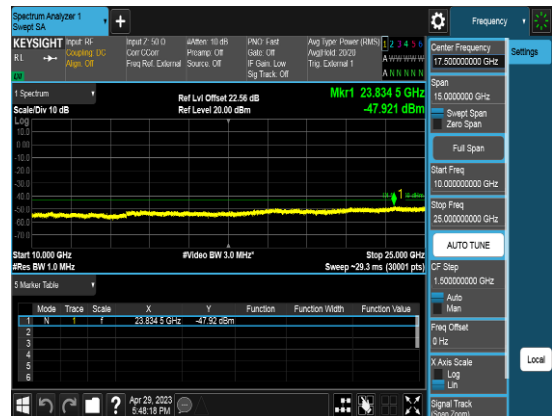 Spectrum Analyzer 1
Swept SA
+
Frequency
KEYSIGHT
RL
Input: RF
Coupling: DC
Align: Off
Input Z: 50 Ω
Corr CCorr
Freq Ref: External
#Atten: 10 dB
Preamp: Off
Source: Off
PNO: Fast
Gate: Off
IF Gain: Low
Sig Track: Off
Avg Type: Power (RMS)
Avg|Hold: 20/20
Trig: External 1
1 2 3 4 5 6
A W W W W W
A N N N N N
Center Frequency
17.500000000 GHz
Settings
Span
15.0000000 GHz
Swept Span
Zero Span
Full Span
Start Freq
10.000000000 GHz
Stop Freq
25.000000000 GHz
AUTO TUNE
CF Step
1.500000000 GHz
Auto
Man
Freq Offset
0 Hz
X Axis Scale
Log
Lin
Signal Track
(Span Zoom)
Local
1 Spectrum
Scale/Div 10 dB
Log
Ref Lvl Offset 22.56 dB
Ref Level 20.00 dBm
Mkr1 23.834 5 GHz
-47.921 dBm
10.0
0.00
-10.0
-20.0
-30.0
-40.0
-50.0
-60.0
-70.0
1
Start 10.000 GHz
#Res BW 1.0 MHz
#Video BW 3.0 MHz*
Stop 25.000 GHz
Sweep ~29.3 ms (30001 pts)
5 Marker Table
Mode Trace Scale X Y Function Function Width Function Value
1 N 1 f 23.834 5 GHz -47.92 dBm
2
3
4
5
6
?
Apr 29, 2023
5:48:18 PM